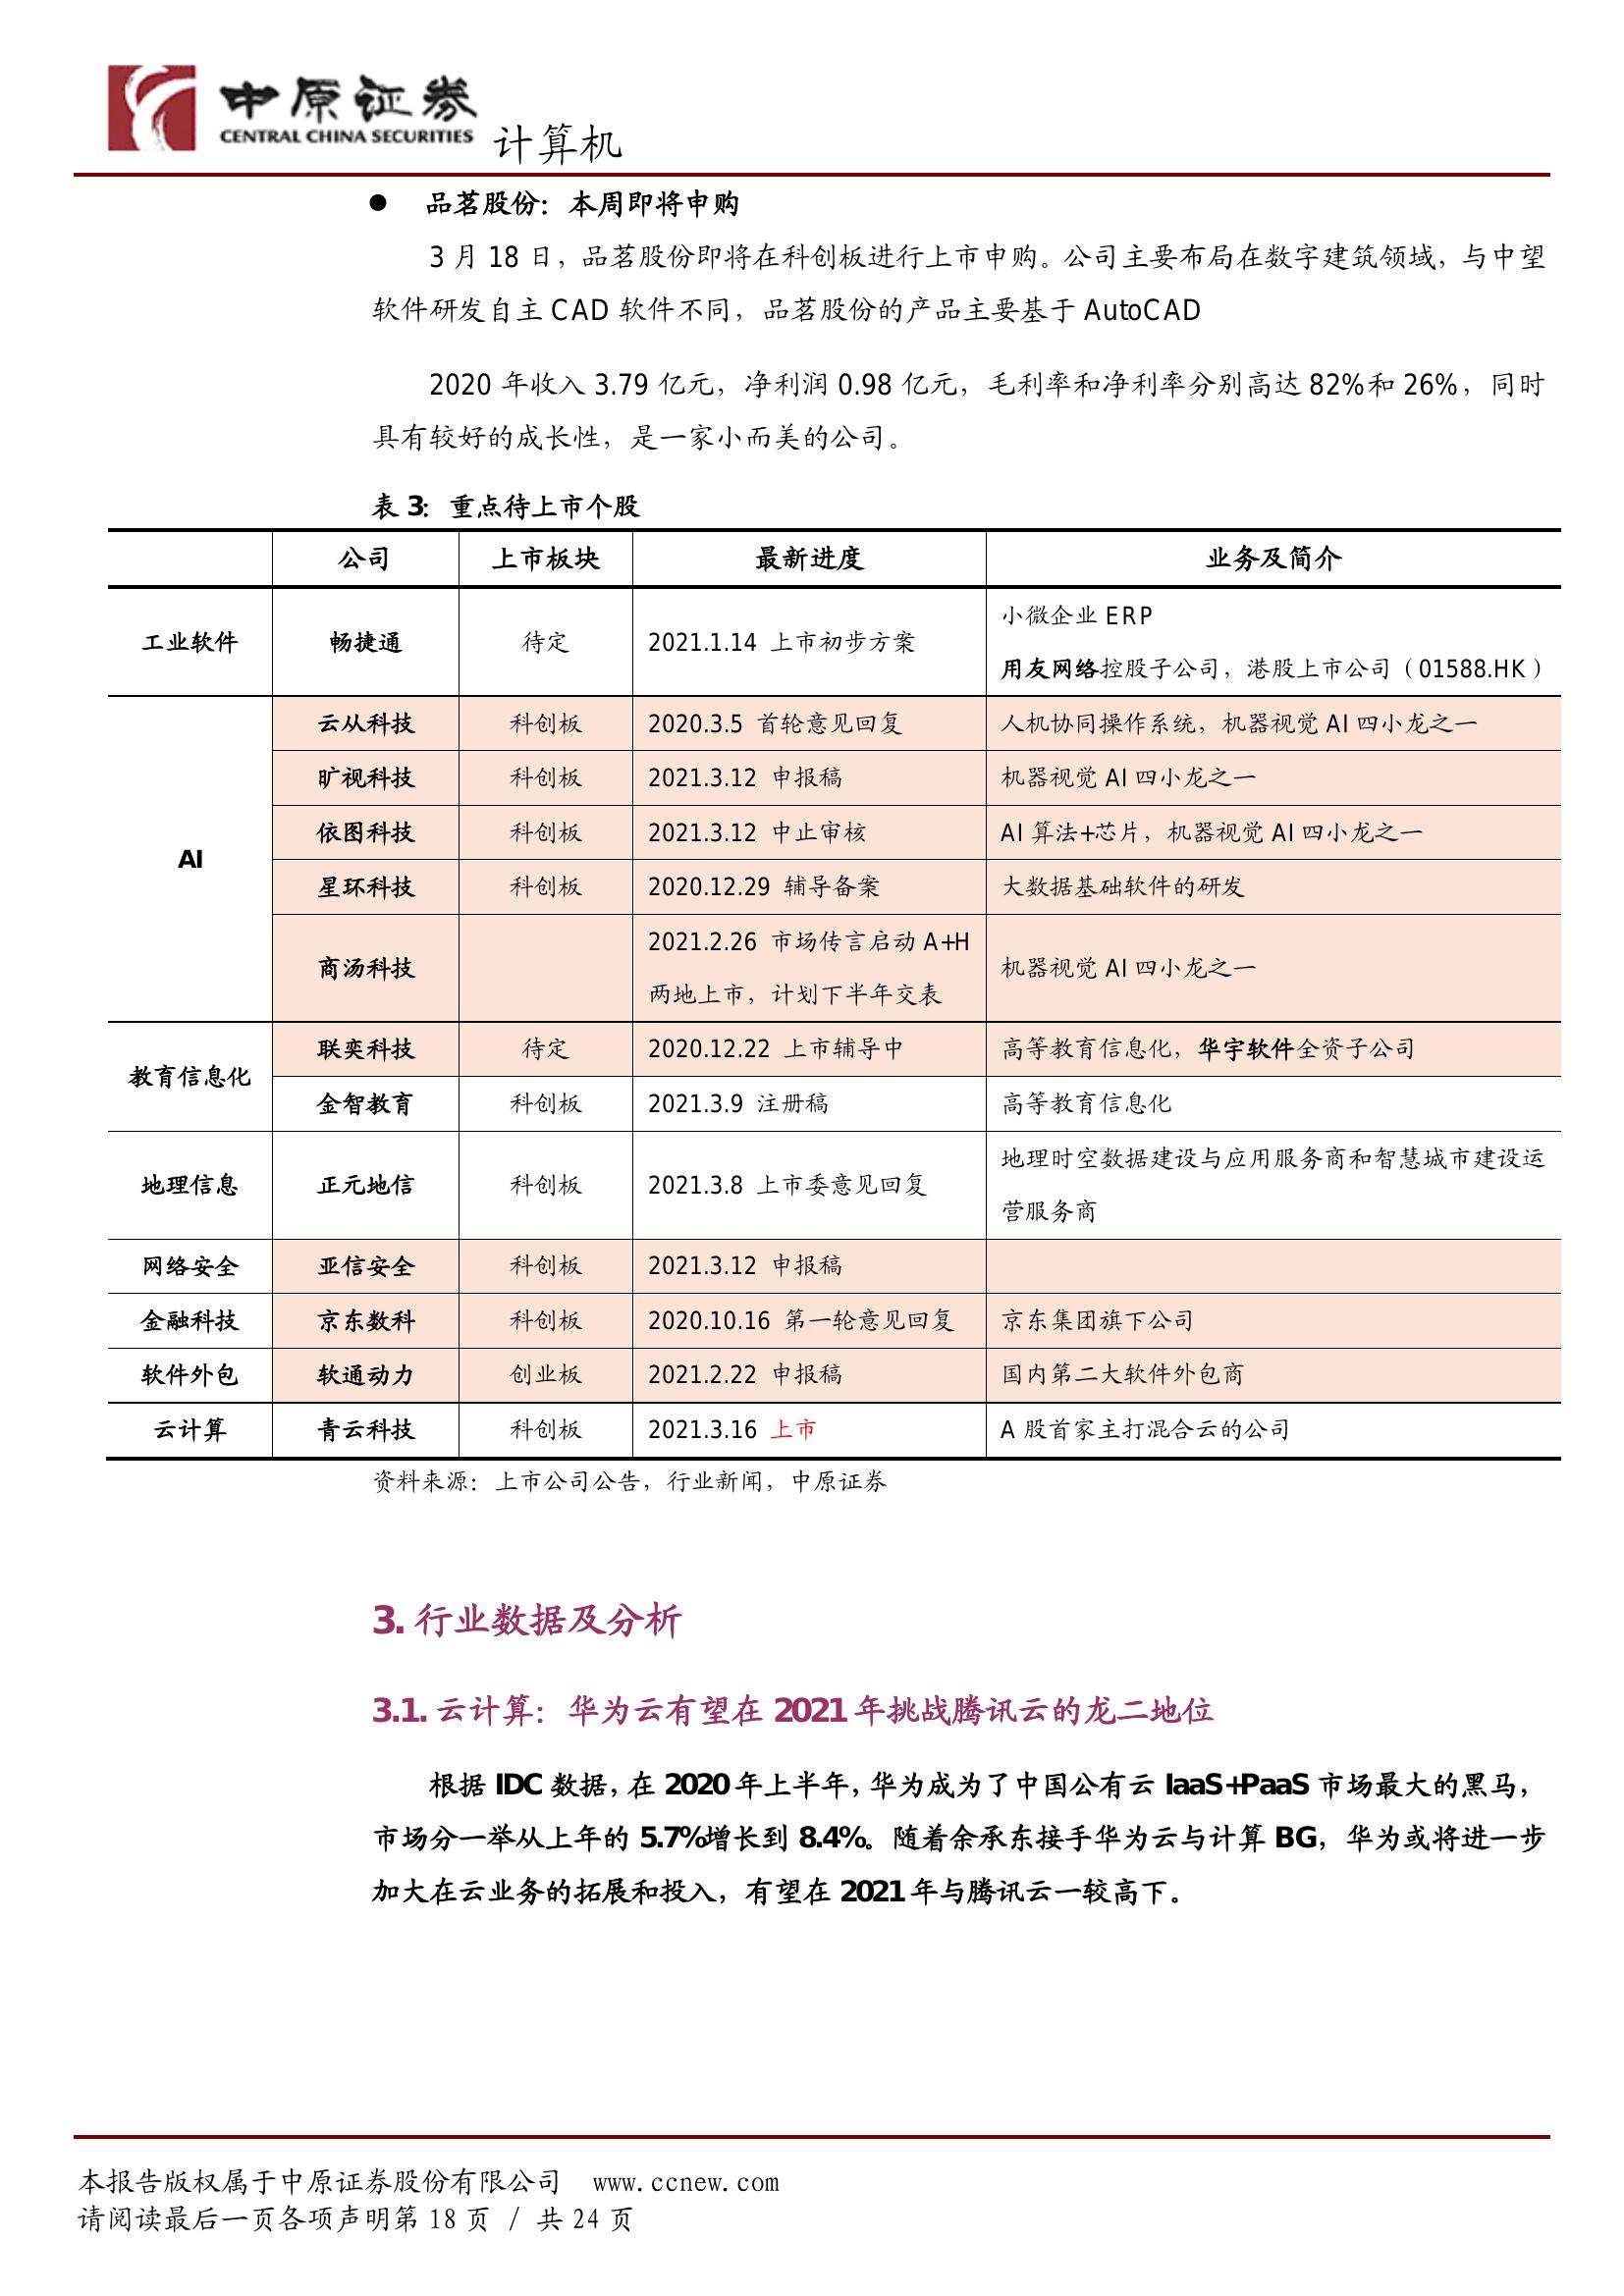 中原证券
CENTRAL CHINA SECURITIES
计算机
● 品茗股份：本周即将申购
3 月 18 日，品茗股份即将在科创板进行上市申购。公司主要布局在数字建筑领域，与中望
软件研发自主 CAD 软件不同，品茗股份的产品主要基于 AutoCAD
2020 年收入 3.79 亿元，净利润 0.98 亿元，毛利率和净利率分别高达 82%和 26%，同时
具有较好的成长性，是一家小而美的公司。
表 3：重点待上市个股
公司 上市板块 最新进度 业务及简介
工业软件 畅捷通 待定 2021.1.14 上市初步方案 小微企业 ERP
用友网络控股子公司，港股上市公司（01588.HK）
AI 云从科技 科创板 2020.3.5 首轮意见回复 人机协同操作系统，机器视觉 AI 四小龙之一
旷视科技 科创板 2021.3.12 申报稿 机器视觉 AI 四小龙之一
依图科技 科创板 2021.3.12 中止审核 AI 算法+芯片，机器视觉 AI 四小龙之一
星环科技 科创板 2020.12.29 辅导备案 大数据基础软件的研发
商汤科技 2021.2.26 市场传言启动 A+H
两地上市，计划下半年交表 机器视觉 AI 四小龙之一
教育信息化 联奕科技 待定 2020.12.22 上市辅导中 高等教育信息化，华宇软件全资子公司
金智教育 科创板 2021.3.9 注册稿 高等教育信息化
地理信息 正元地信 科创板 2021.3.8 上市委意见回复 地理时空数据建设与应用服务商和智慧城市建设运
营服务商
网络安全 亚信安全 科创板 2021.3.12 申报稿
金融科技 京东数科 科创板 2020.10.16 第一轮意见回复 京东集团旗下公司
软件外包 软通动力 创业板 2021.2.22 申报稿 国内第二大软件外包商
云计算 青云科技 科创板 2021.3.16 上市 A 股首家主打混合云的公司
资料来源：上市公司公告，行业新闻，中原证券
3. 行业数据及分析
3.1. 云计算：华为云有望在 2021 年挑战腾讯云的龙二地位
根据 IDC 数据，在 2020 年上半年，华为成为了中国公有云 IaaS+PaaS 市场最大的黑马，
市场分一举从上年的 5.7%增长到 8.4%。随着余承东接手华为云与计算 BG，华为或将进一步
加大在云业务的拓展和投入，有望在 2021 年与腾讯云一较高下。
本报告版权属于中原证券股份有限公司 www.ccnew.com
请阅读最后一页各项声明第 18 页 / 共 24 页